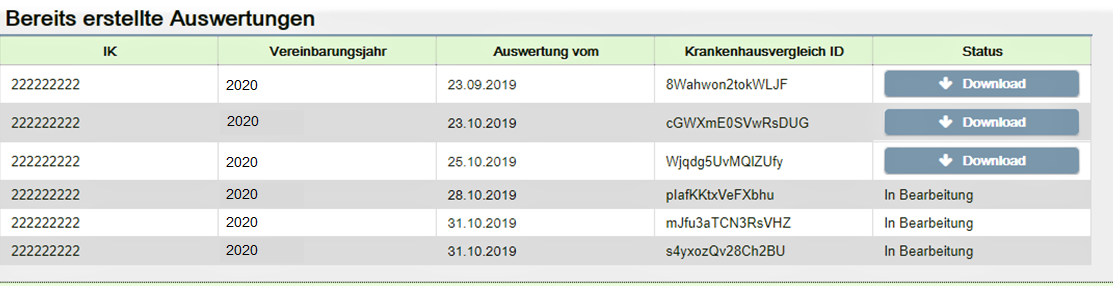 Bereits erstellte Auswertungen
IK Vereinbarungsjahr Auswertung vom Krankenhausvergleich ID Status
222222222 2020 23.09.2019 8Wahwon2tokWLJF Download
222222222 2020 23.10.2019 cGWXmE0SVwRsDUG Download
222222222 2020 25.10.2019 Wjqdg5UvMQIZUfy Download
222222222 2020 28.10.2019 pIafKKtxVeFXbhu In Bearbeitung
222222222 2020 31.10.2019 mJfu3aTCN3RsVHZ In Bearbeitung
222222222 2020 31.10.2019 s4yxozQv28Ch2BU In Bearbeitung